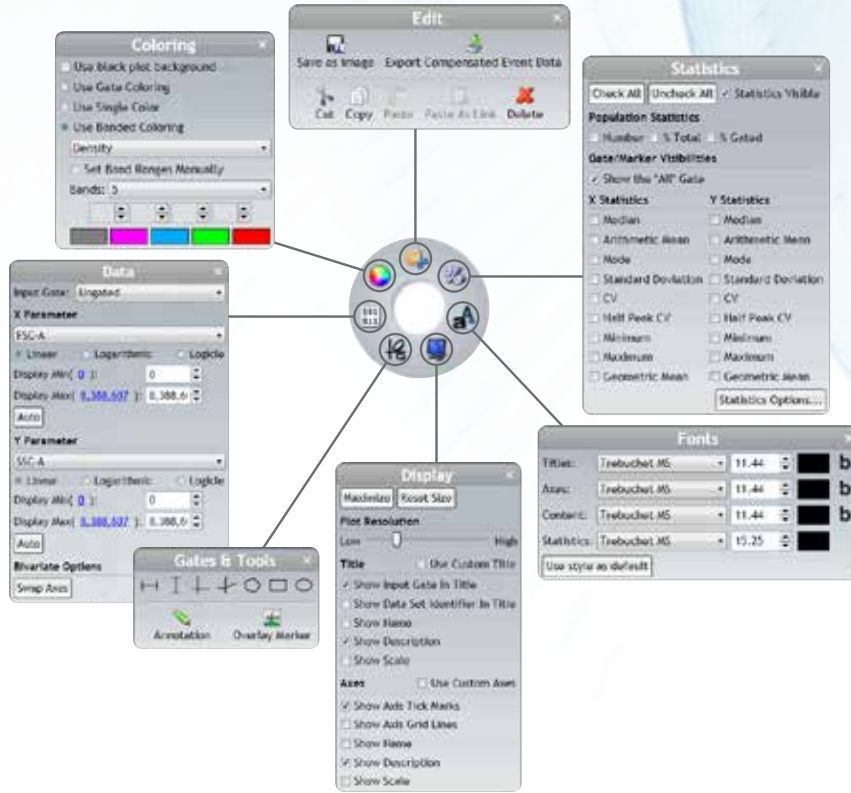 Edit
Save as Image Export Compensated Event Data
Cut Copy Paste Paste As Link Delete
Coloring
Use black plot background
Use Gate Coloring
Use Single Color
Use Banded Coloring
Density
Set Band Ranges Manually
Bands: 5
Statistics
Check All Uncheck All Statistics Visible
Population Statistics
Number % Total % Gated
Gate/Marker Visibilities
Show the "All" Gate
X Statistics Y Statistics
Median Median
Arithmetic Mean Arithmetic Mean
Mode Mode
Standard Deviation Standard Deviation
CV CV
Half Peak CV Half Peak CV
Minimum Minimum
Maximum Maximum
Geometric Mean Geometric Mean
Statistics Options...
Data
Input Gate: Ungated
X Parameter
FSC-A
Linear Logarithmic Logicle
Display Min( 0 ): 0
Display Max( 8,388,607 ): 8,388,6
Auto
Y Parameter
SSC-A
Linear Logarithmic Logicle
Display Min( 0 ): 0
Display Max( 8,388,607 ): 8,388,6
Auto
Bivariate Options
Swap Axes
101
011
aA
Gates & Tools
Annotation Overlay Marker
Display
Maximize Reset Size
Plot Resolution
Low High
Title Use Custom Title
Show Input Gate In Title
Show Data Set Identifier In Title
Show Name
Show Description
Show Scale
Axes Use Custom Axes
Show Axis Tick Marks
Show Axis Grid Lines
Show Name
Show Description
Show Scale
Fonts
Titles: Trebuchet MS 11.44 b
Axes: Trebuchet MS 11.44 b
Content: Trebuchet MS 11.44 b
Statistics: Trebuchet MS 15.25
Use style as default